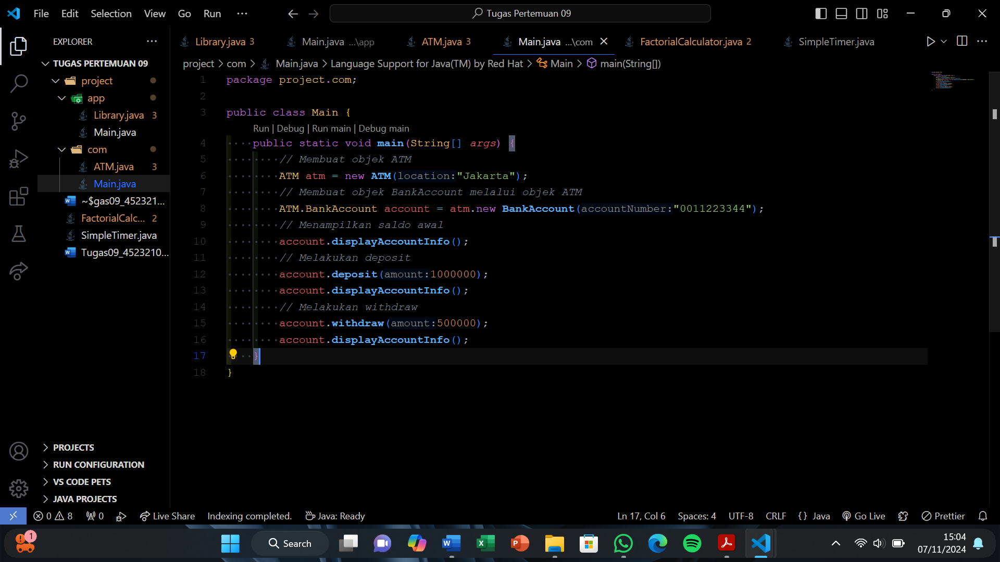 File Edit Selection View Go Run ··· Tugas Pertemuan 09
EXPLORER ···
TUGAS PERTEMUAN 09
project
app
Library.java 3
Main.java
com
ATM.java 3
Main.java
~$gas09_452321...
FactorialCalc... 2
SimpleTimer.java
Tugas09_4523210...
PROJECTS
RUN CONFIGURATION
VS CODE PETS
JAVA PROJECTS
Library.java 3 Main.java ...\app ATM.java 3 Main.java ...\com FactorialCalculator.java 2 SimpleTimer.java
project > com > Main.java > Language Support for Java(TM) by Red Hat > Main > main(String[])
1 package project.com;
2
3 public class Main {
Run | Debug | Run main | Debug main
4 public static void main(String[] args) {
5 // Membuat objek ATM
6 ATM atm = new ATM(location:"Jakarta");
7 // Membuat objek BankAccount melalui objek ATM
8 ATM.BankAccount account = atm.new BankAccount(accountNumber:"0011223344");
9 // Menampilkan saldo awal
10 account.displayAccountInfo();
11 // Melakukan deposit
12 account.deposit(amount:1000000);
13 account.displayAccountInfo();
14 // Melakukan withdraw
15 account.withdraw(amount:500000);
16 account.displayAccountInfo();
17 }
18 }
0 8 0 Live Share Indexing completed. Java: Ready Ln 17, Col 6 Spaces: 4 UTF-8 CRLF {} Java Go Live Prettier
1 Search 15:04
07/11/2024